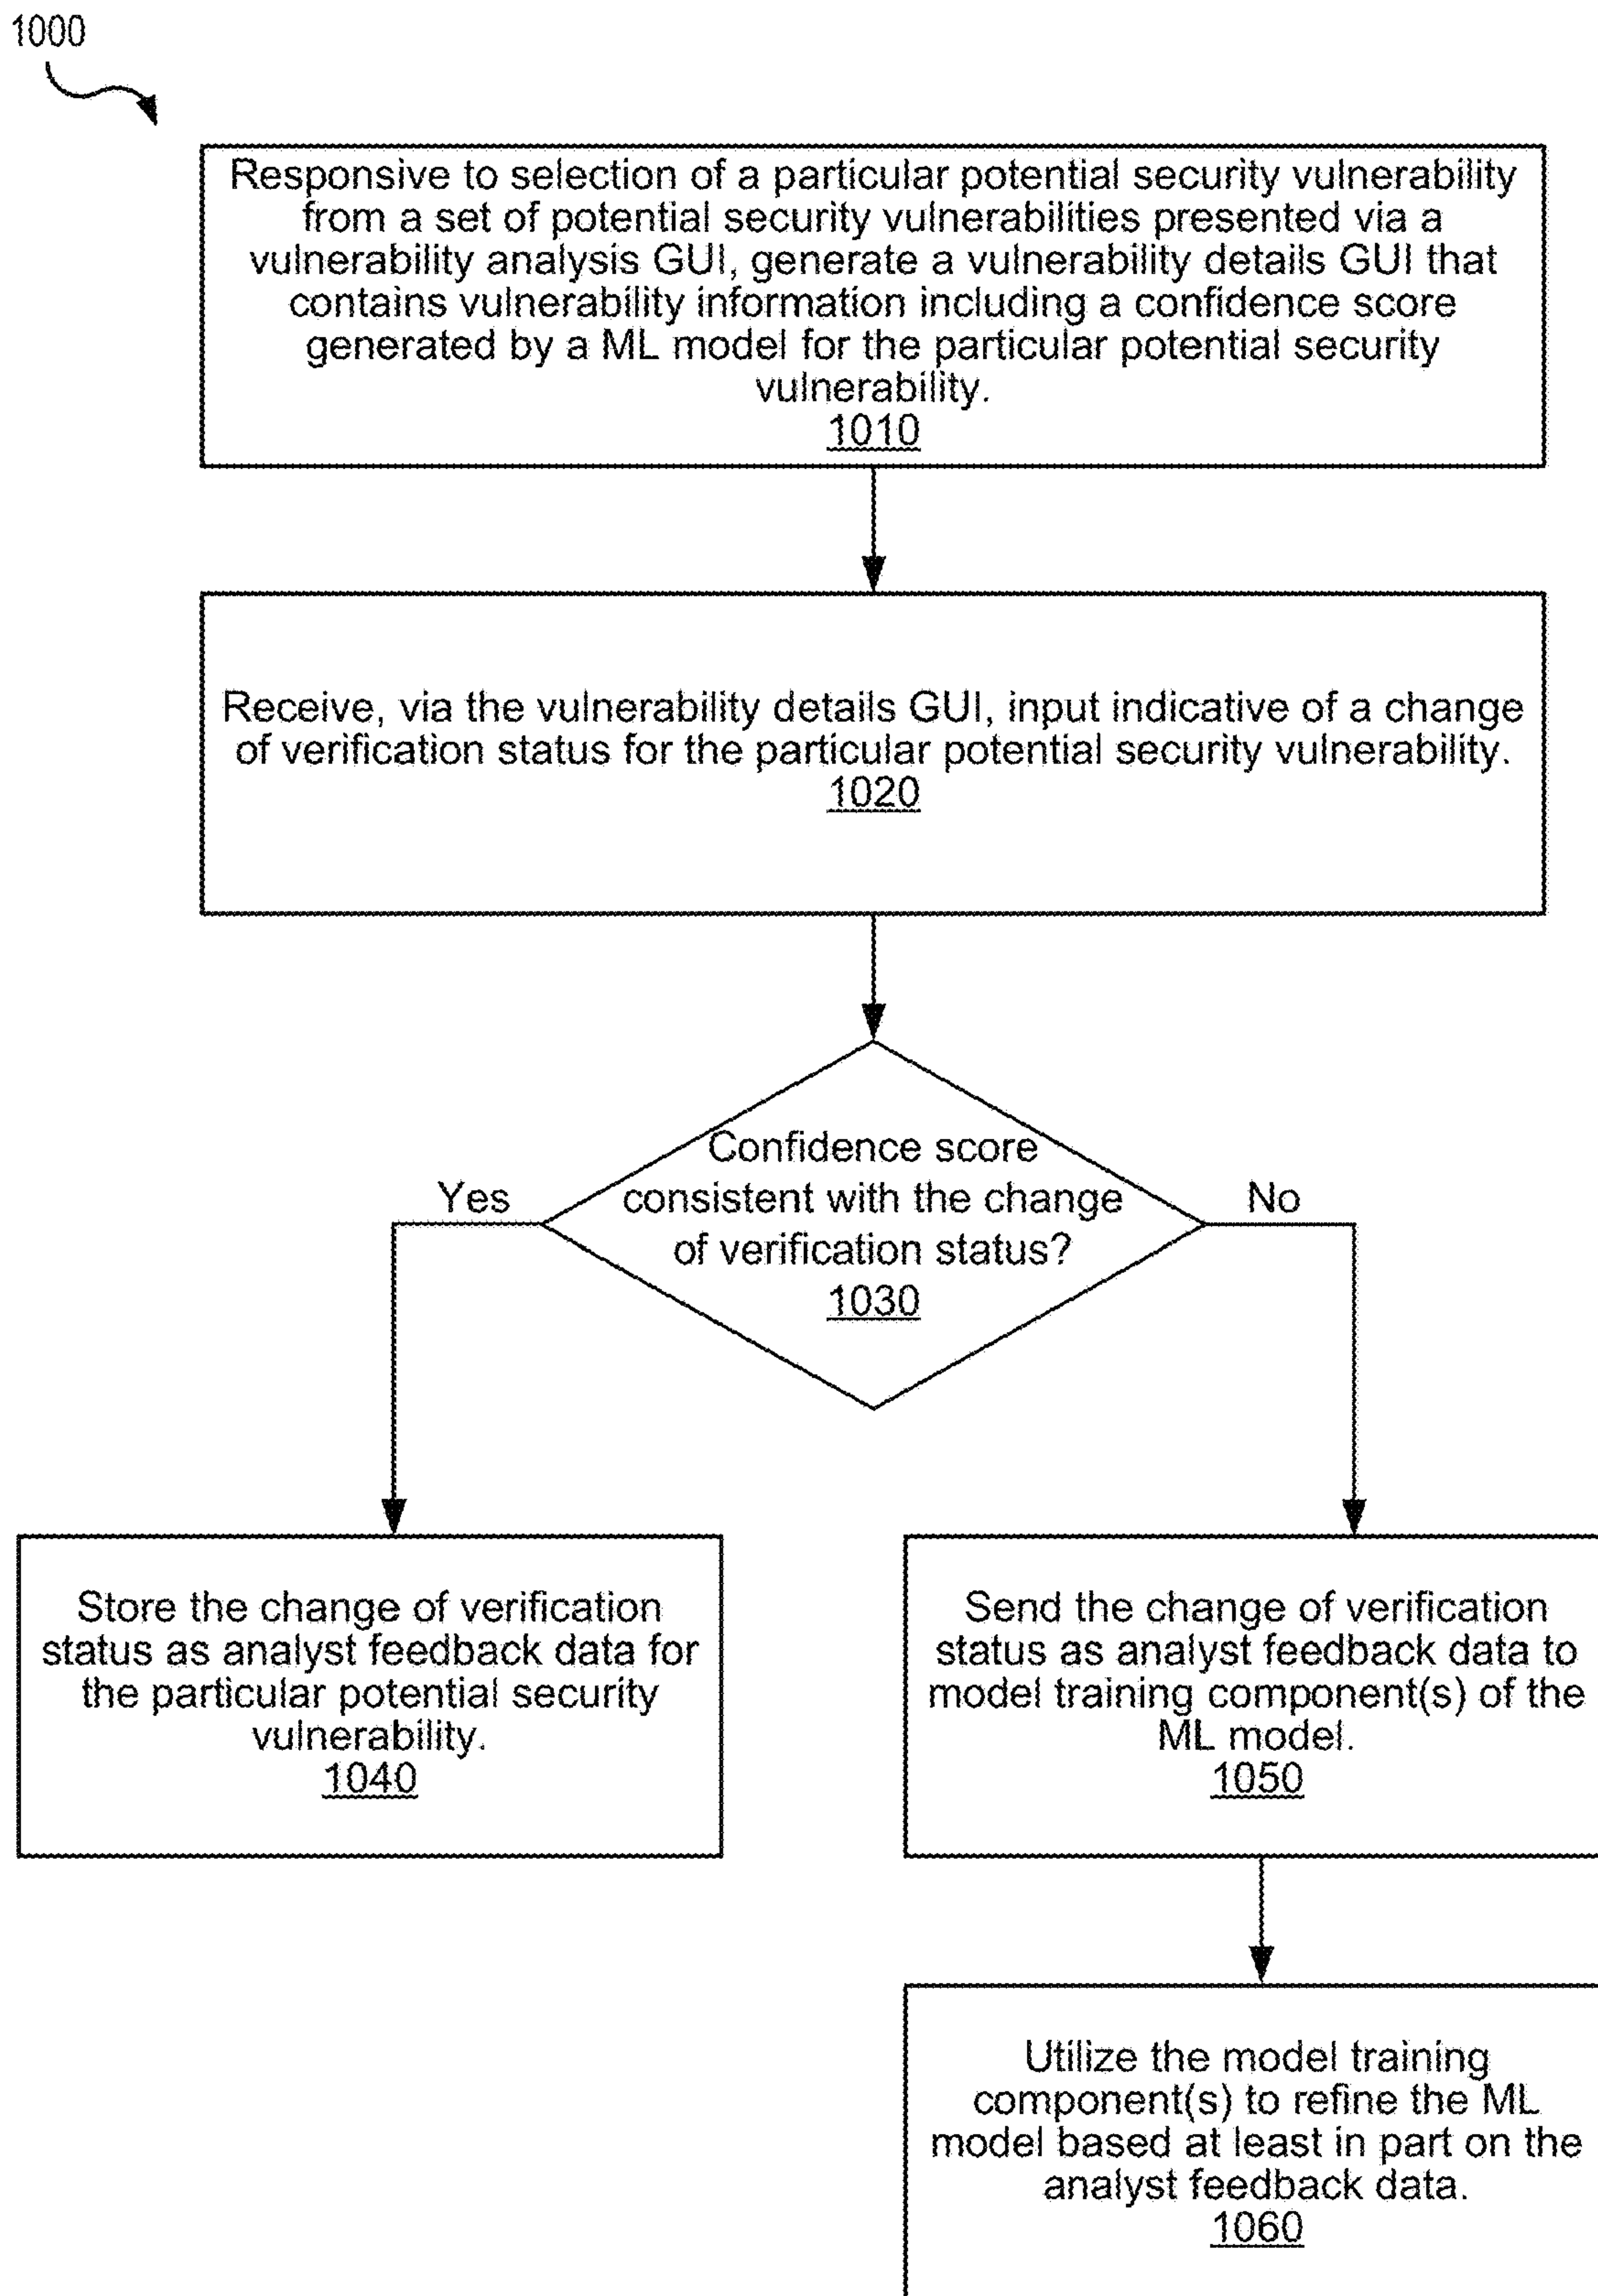 1000
Responsive to selection of a particular potential security vulnerability
from a set of potential security vulnerabilities presented via a
vulnerability analysis GUI, generate a vulnerability details GUI that
contains vulnerability information including a confidence score
generated by a ML model for the particular potential security
vulnerability.
1010
Receive, via the vulnerability details GUI, input indicative of a change
of verification status for the particular potential security vulnerability.
1020
Confidence score
consistent with the change
of verification status?
1030
Yes
No
Store the change of verification
status as analyst feedback data for
the particular potential security
vulnerability.
1040
Send the change of verification
status as analyst feedback data to
model training component(s) of the
ML model.
1050
Utilize the model training
component(s) to refine the ML
model based at least in part on the
analyst feedback data.
1060